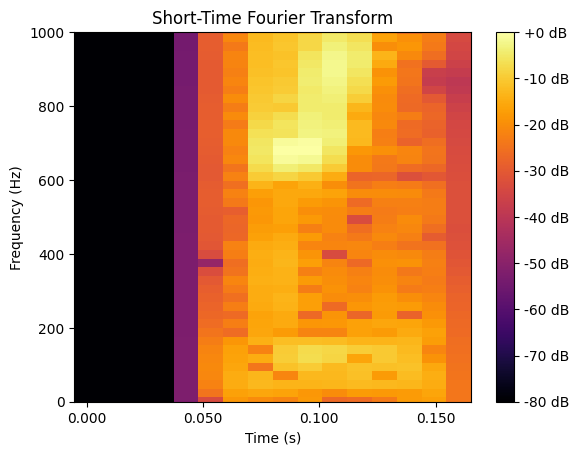 Short-Time Fourier Transform
1000
800
600
400
200
0
Frequency (Hz)
0.000
0.050
0.100
0.150
Time (s)
+0 dB
-10 dB
-20 dB
-30 dB
-40 dB
-50 dB
-60 dB
-70 dB
-80 dB